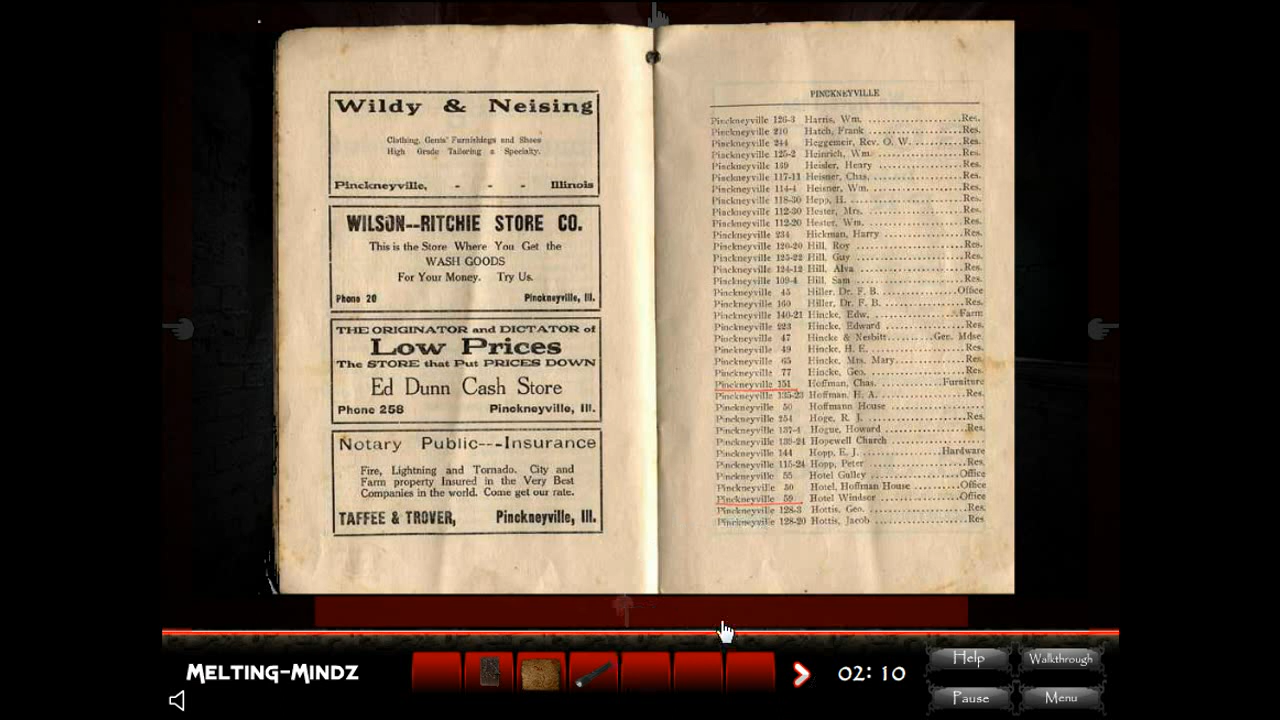 Wildy & Neising
Clothing, Gents' Furnishings and Shoes
High Grade Tailoring a Specialty.
Pinckneyville, - - - Illinois
WILSON--RITCHIE STORE CO.
This is the Store Where You Get the
WASH GOODS
For Your Money. Try Us.
Phone 20 Pinckneyville, Ill.
THE ORIGINATOR and DICTATOR of
Low Prices
The STORE that Put PRICES DOWN
Ed Dunn Cash Store
Phone 258 Pinckneyville, Ill.
Notary Public---Insurance
Fire, Lightning and Tornado. City and
Farm property Insured in the Very Best
Companies in the world. Come get our rate.
TAFFEE & TROVER, Pinckneyville, Ill.
PINCKNEYVILLE
Pinckneyville 126-3 Harris, Wm. ....................Res.
Pinckneyville 210 Hatch, Frank ....................Res.
Pinckneyville 244 Heggemeir, Rev. O. W. ..........Res.
Pinckneyville 125-2 Heinrich, Wm. ..................Res.
Pinckneyville 139 Heisler, Henry ..................Res.
Pinckneyville 117-11 Heisner, Chas. .................Res.
Pinckneyville 114-4 Heisner, Wm. ...................Res.
Pinckneyville 118-30 Hepp, H. .......................Res.
Pinckneyville 112-30 Hester, Mrs. ...................Res.
Pinckneyville 112-20 Hester, Wm. ....................Res.
Pinckneyville 234 Hickman, Harry .................Res.
Pinckneyville 120-20 Hill, Roy ......................Res.
Pinckneyville 125-22 Hill, Guy ......................Res.
Pinckneyville 124-12 Hill, Alva .....................Res.
Pinckneyville 109-4 Hill, Sam ......................Res.
Pinckneyville 45 Hiller, Dr. F. B. ...............Office
Pinckneyville 160 Hiller, Dr. F. B. ...............Res.
Pinckneyville 140-21 Hincke, Edw. ...................Farm
Pinckneyville 223 Hincke, Edward .................Res.
Pinckneyville 47 Hincke & Nesbitt..........Gen. Mdse.
Pinckneyville 49 Hincke, H. E. ..................Res.
Pinckneyville 65 Hincke, Mrs. Mary ..............Res.
Pinckneyville 77 Hincke, Geo. ...................Res.
Pinckneyville 151 Hoffman, Chas. ...........Furniture
Pinckneyville 135-23 Hoffman, H. A. .................Res.
Pinckneyville 50 Hoffmann House .................
Pinckneyville 254 Hoge, R. J. ....................Res.
Pinckneyville 137-4 Hogue, Howard ..................Res.
Pinckneyville 139-24 Hopewell Church ................
Pinckneyville 144 Hopp, E. J. ...............Hardware
Pinckneyville 115-24 Hopp, Peter ....................Res.
Pinckneyville 55 Hotel Gulley .................Office
Pinckneyville 50 Hotel, Hoffman House .........Office
Pinckneyville 59 Hotel Windsor ................Office
Pinckneyville 128-3 Hottis, Geo. ...................Res.
Pinckneyville 128-20 Hottis, Jacob ..................Res
MELTING-MINDZ
02: 10
Help
Walkthrough
Pause
Menu